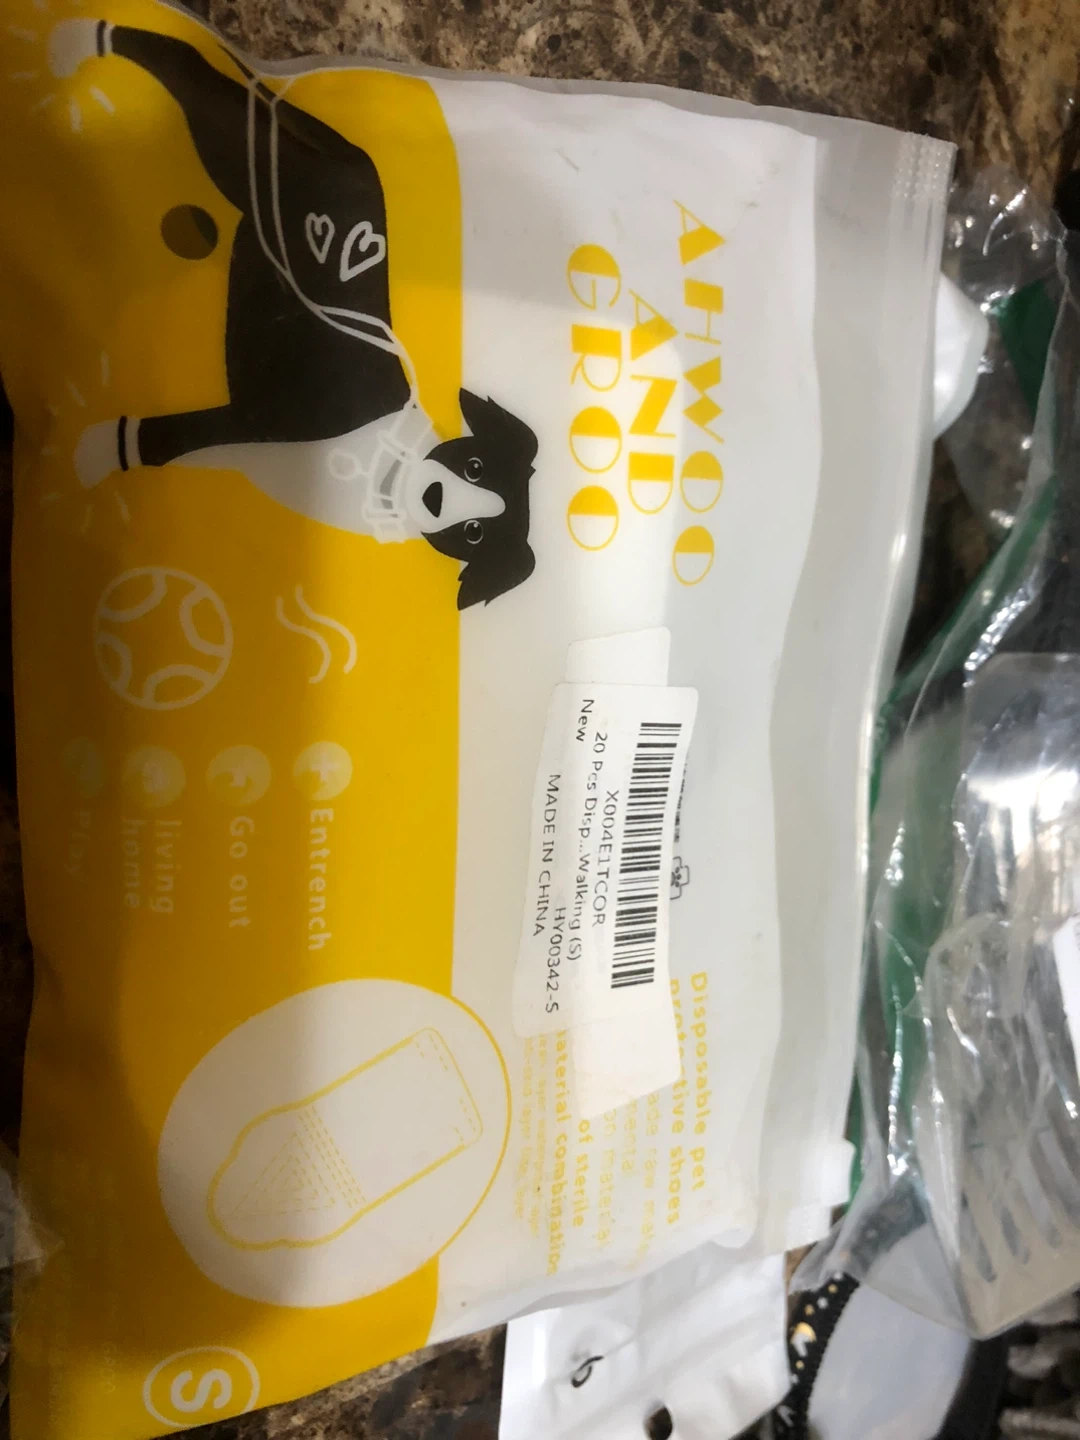 AHWOO
AND
GROO
X004E1TCOR
20 Pcs Disp...Walking (S)
New
HY00342-S
MADE IN CHINA
Disposable pet
protective shoes
of sterile
material combination
Entrench
Go out
living
home
Play
S